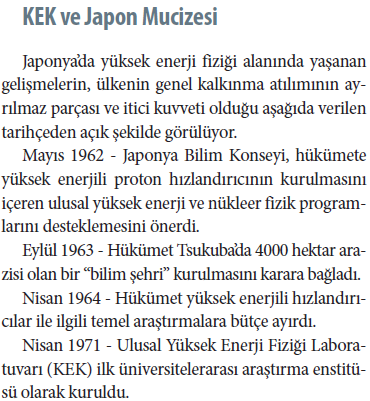 KEK ve Japon Mucizesi
Japonya'da yüksek enerji fiziği alanında yaşanan
gelişmelerin, ülkenin genel kalkınma atılımının ay-
rılmaz parçası ve itici kuvveti olduğu aşağıda verilen
tarihçeden açık şekilde görülüyor.
Mayıs 1962 - Japonya Bilim Konseyi, hükümete
yüksek enerjili proton hızlandırıcının kurulmasını
içeren ulusal yüksek enerji ve nükleer fizik program-
larını desteklemesini önerdi.
Eylül 1963 - Hükümet Tsukuba'da 4000 hektar ara-
zisi olan bir “bilim şehri” kurulmasını karara bağladı.
Nisan 1964 - Hükümet yüksek enerjili hızlandırı-
cılar ile ilgili temel araştırmalara bütçe ayırdı.
Nisan 1971 - Ulusal Yüksek Enerji Fiziği Labora-
tuvarı (KEK) ilk üniversitelerarası araştırma enstitü-
sü olarak kuruldu.